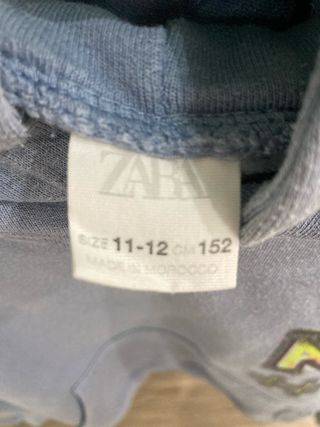 ZARA
SIZE 11-12 CM 152
MADE IN MOROCCO